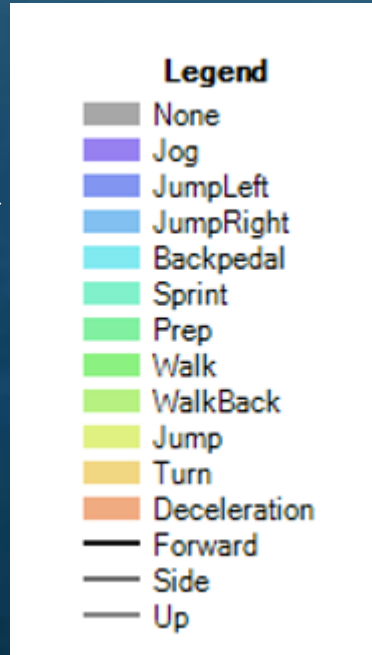 Legend
None
Jog
JumpLeft
JumpRight
Backpedal
Sprint
Prep
Walk
WalkBack
Jump
Turn
Deceleration
Forward
Side
Up